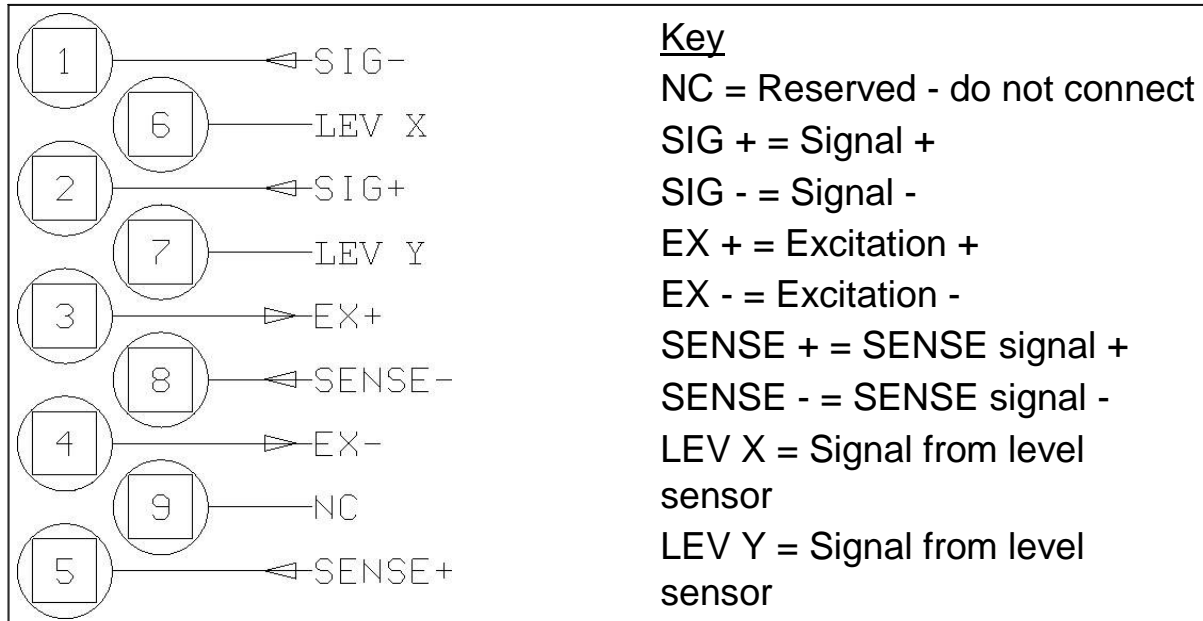 1 SIG-
6 LEV X
2 SIG+
7 LEV Y
3 EX+
8 SENSE-
4 EX-
9 NC
5 SENSE+
Key
NC = Reserved - do not connect
SIG + = Signal +
SIG - = Signal -
EX + = Excitation +
EX - = Excitation -
SENSE + = SENSE signal +
SENSE - = SENSE signal -
LEV X = Signal from level
sensor
LEV Y = Signal from level
sensor